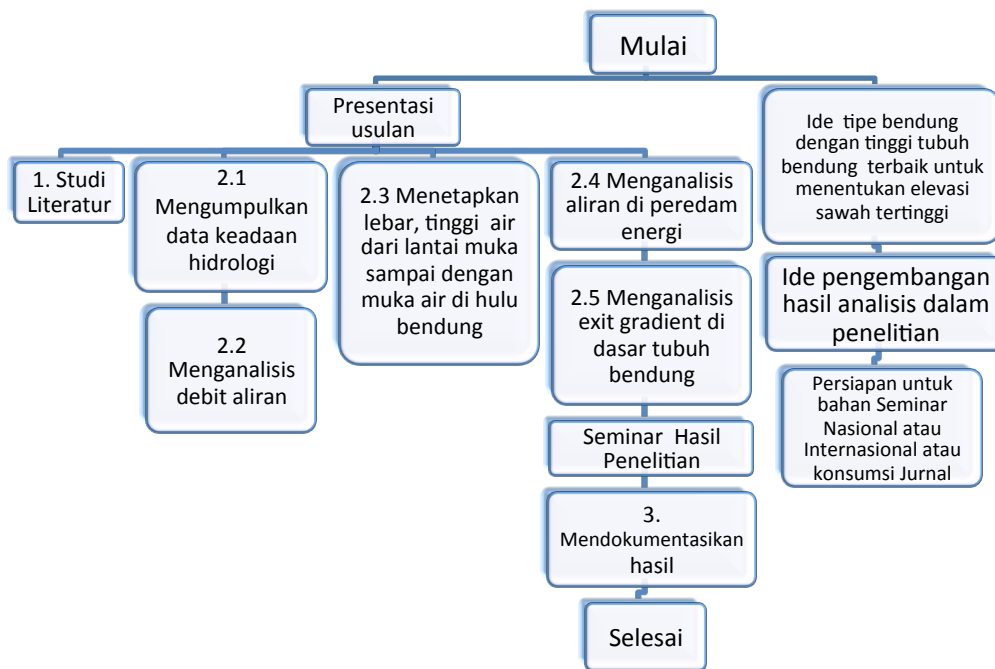 Mulai
Presentasi
usulan
1. Studi
Literatur
2.1
Mengumpulkan
data keadaan
hidrologi
2.2
Menganalisis
debit aliran
2.3 Menetapkan
lebar, tinggi air
dari lantai muka
sampai dengan
muka air di hulu
bendung
2.4 Menganalisis
aliran di peredam
energi
2.5 Menganalisis
exit gradient di
dasar tubuh
bendung
Seminar Hasil
Penelitian
3.
Mendokumentasikan
hasil
Selesai
Ide tipe bendung
dengan tinggi tubuh
bendung terbaik untuk
menentukan elevasi
sawah tertinggi
Ide pengembangan
hasil analisis dalam
penelitian
Persiapan untuk
bahan Seminar
Nasional atau
Internasional atau
konsumsi Jurnal